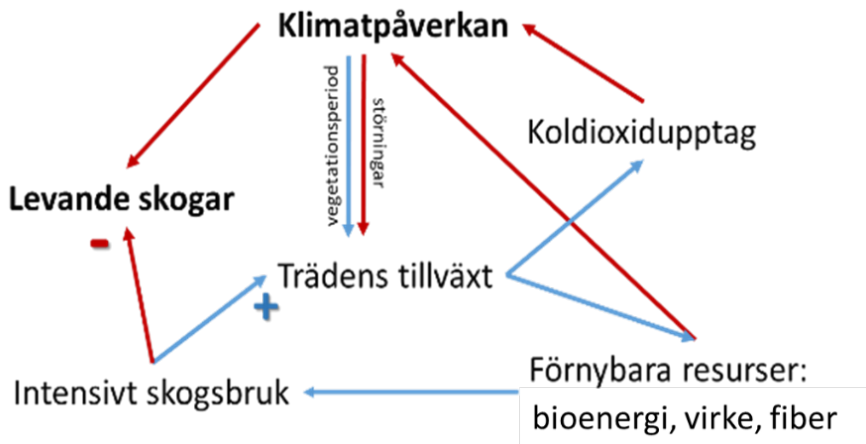 Klimatpåverkan
vegetationsperiod
störningar
Koldioxidupptag
Levande skogar
-
Trädens tillväxt
+
Förnybara resurser:
Intensivt skogsbruk
bioenergi, virke, fiber